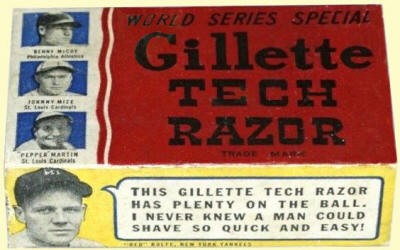 WORLD SERIES SPECIAL
Gillette
TECH
RAZOR
TRADE MARK
BENNY McCOY
Philadelphia Athletics
JOHNNY MIZE
St. Louis Cardinals
PEPPER MARTIN
St. Louis Cardinals
THIS GILLETTE TECH RAZOR
HAS PLENTY ON THE BALL.
I NEVER KNEW A MAN COULD
SHAVE SO QUICK AND EASY!
"RED" ROLFE, NEW YORK YANKEES